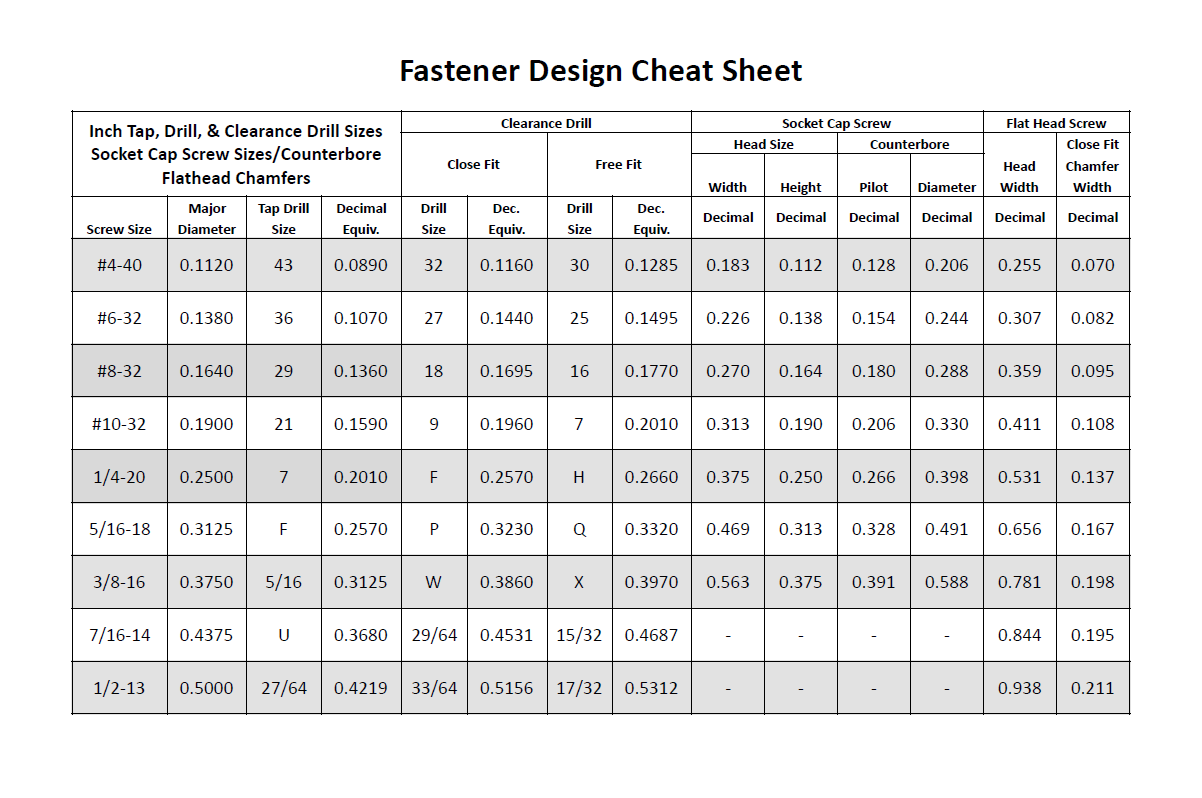 Fastener Design Cheat Sheet
Inch Tap, Drill, & Clearance Drill Sizes
Socket Cap Screw Sizes/Counterbore
Flathead Chamfers
Clearance Drill
Socket Cap Screw
Flat Head Screw
Close Fit
Free Fit
Head Size
Counterbore
Head
Width
Close Fit
Chamfer
Width
Width
Height
Pilot
Diameter
Screw Size
Major
Diameter
Tap Drill
Size
Decimal
Equiv.
Drill
Size
Dec.
Equiv.
Drill
Size
Dec.
Equiv.
Decimal Decimal Decimal Decimal Decimal Decimal
#4-40 0.1120 43 0.0890 32 0.1160 30 0.1285 0.183 0.112 0.128 0.206 0.255 0.070
#6-32 0.1380 36 0.1070 27 0.1440 25 0.1495 0.226 0.138 0.154 0.244 0.307 0.082
#8-32 0.1640 29 0.1360 18 0.1695 16 0.1770 0.270 0.164 0.180 0.288 0.359 0.095
#10-32 0.1900 21 0.1590 9 0.1960 7 0.2010 0.313 0.190 0.206 0.330 0.411 0.108
1/4-20 0.2500 7 0.2010 F 0.2570 H 0.2660 0.375 0.250 0.266 0.398 0.531 0.137
5/16-18 0.3125 F 0.2570 P 0.3230 Q 0.3320 0.469 0.313 0.328 0.491 0.656 0.167
3/8-16 0.3750 5/16 0.3125 W 0.3860 X 0.3970 0.563 0.375 0.391 0.588 0.781 0.198
7/16-14 0.4375 U 0.3680 29/64 0.4531 15/32 0.4687 - - - - 0.844 0.195
1/2-13 0.5000 27/64 0.4219 33/64 0.5156 17/32 0.5312 - - - - 0.938 0.211